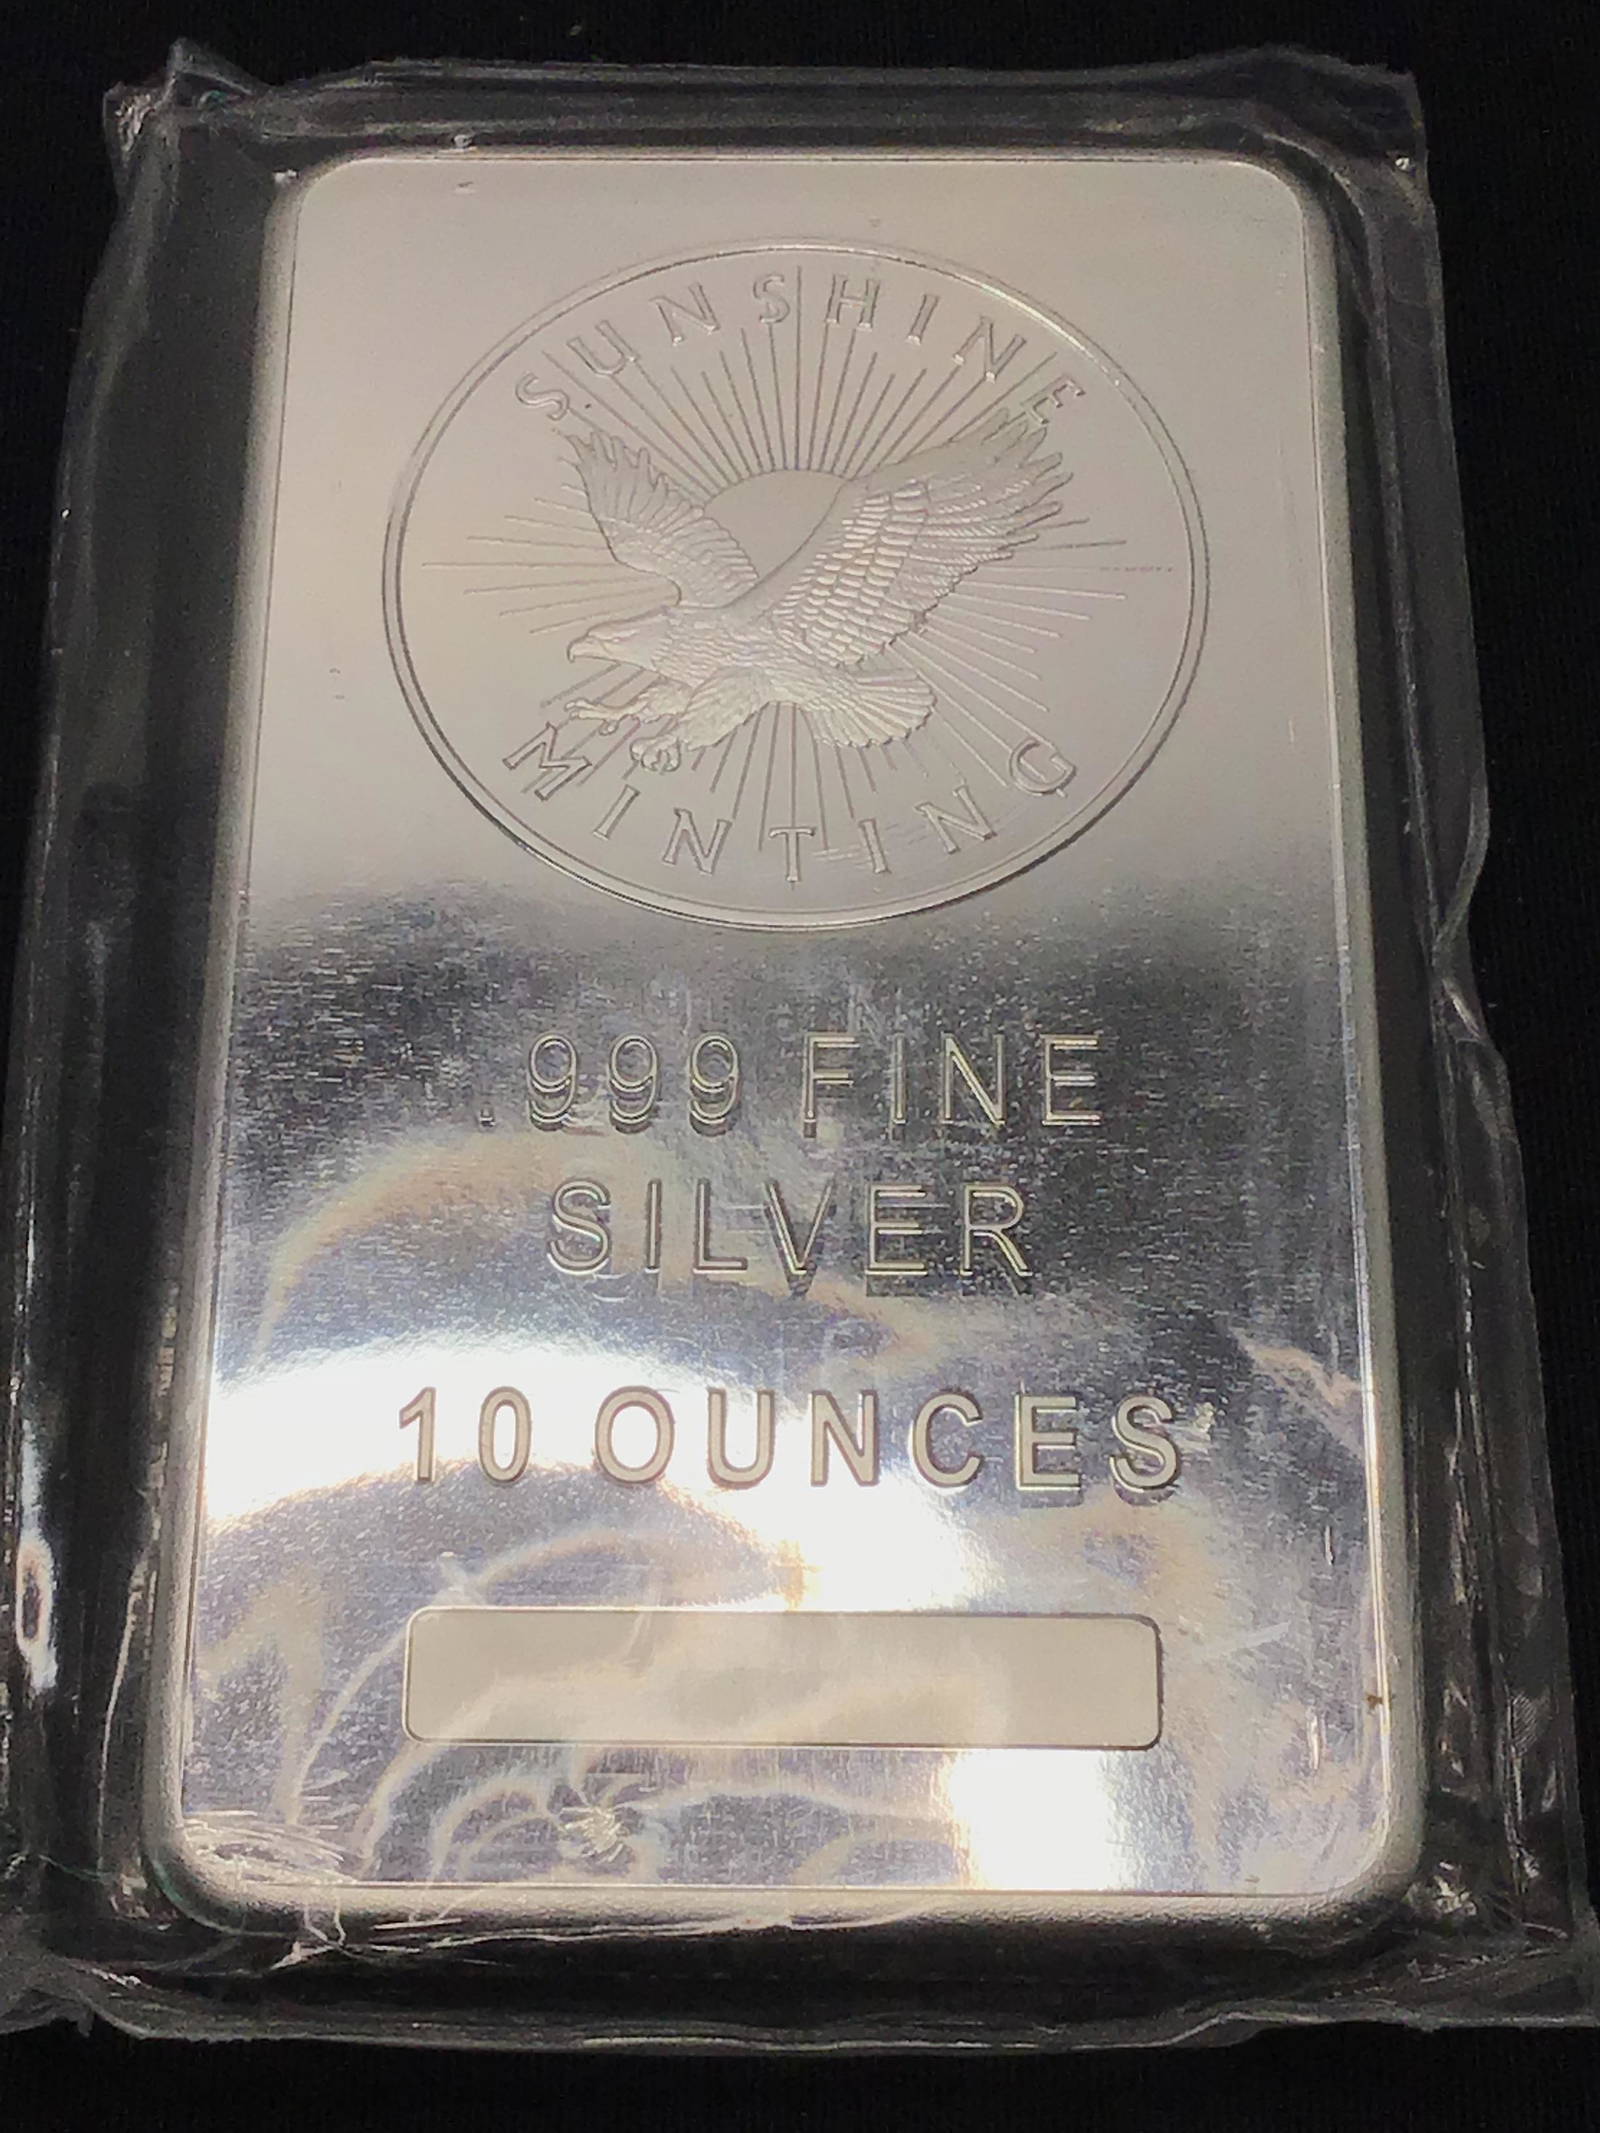 SUNSHINE
MINTING
.999 FINE
SILVER
10 OUNCES